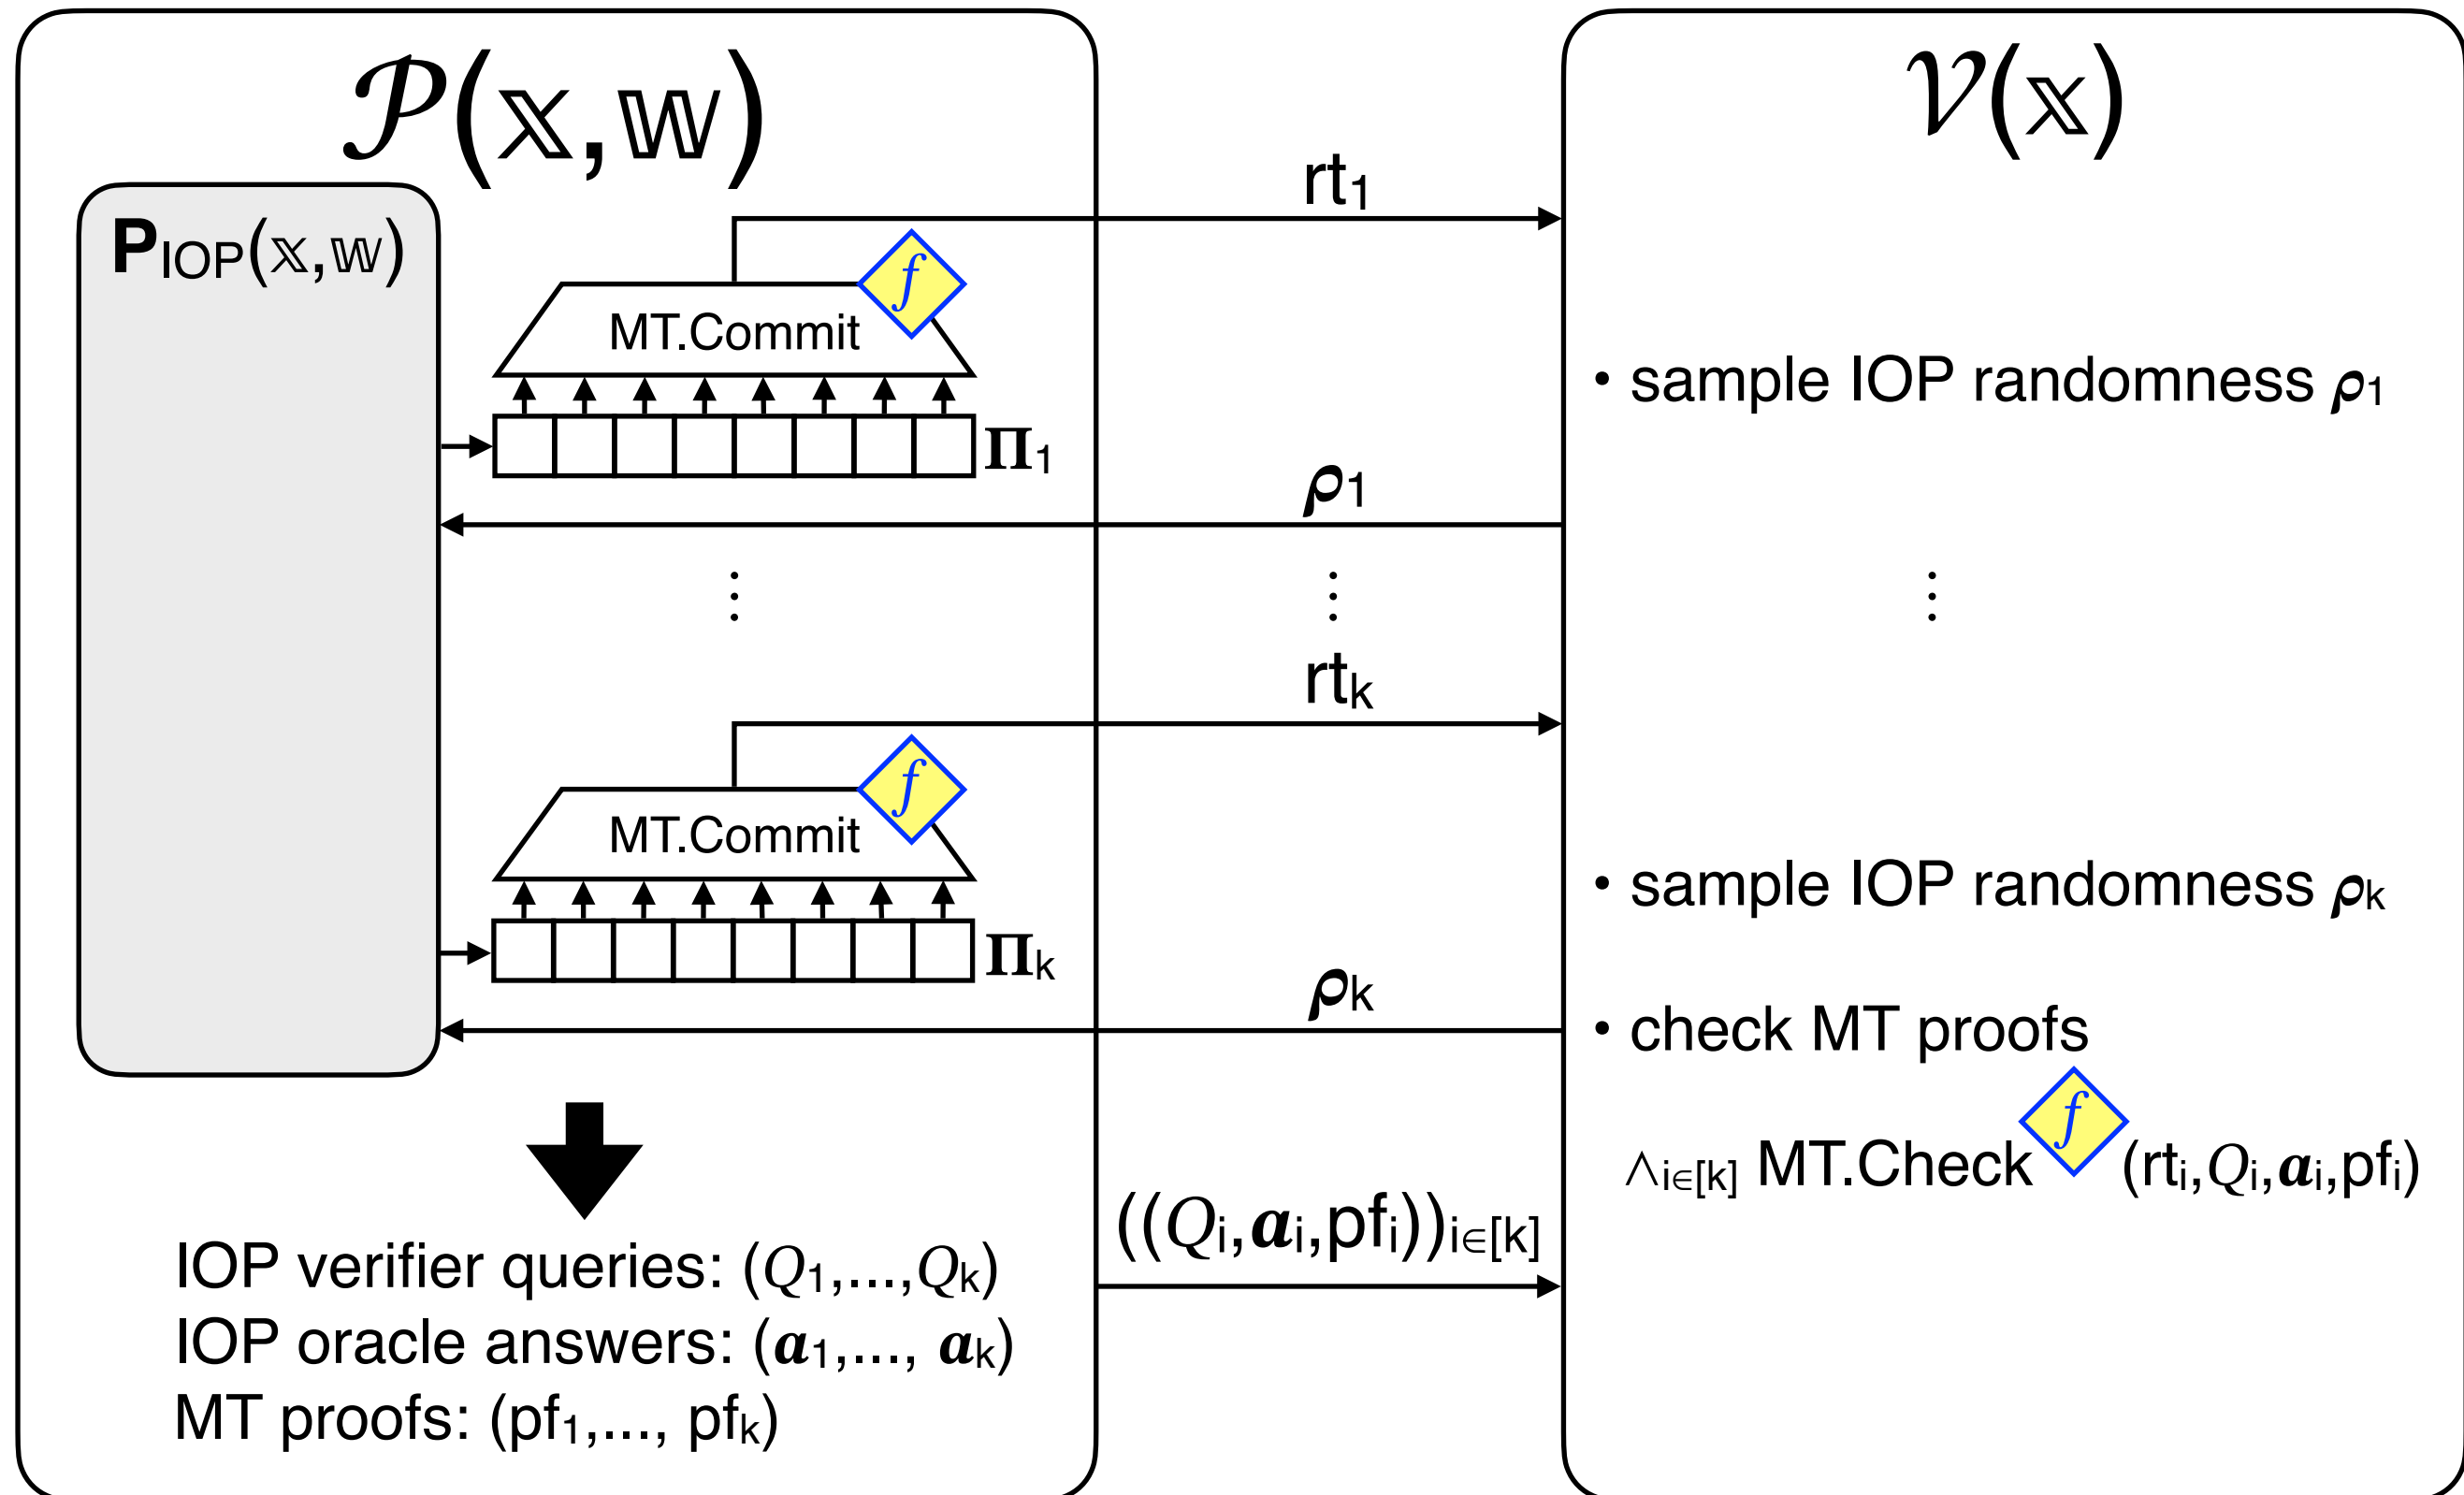 𝒫(𝕩,𝕨)
𝒱(𝕩)
P_IOP(𝕩,𝕨)
rt₁
f
MT.Commit
• sample IOP randomness ρ₁
Π₁
ρ₁
⋮ ⋮ ⋮
rtₖ
f
MT.Commit
• sample IOP randomness ρₖ
Πₖ
ρₖ
• check MT proofs
f
∧_{i∈[k]} MT.Check (rtᵢ,Qᵢ,aᵢ,pfᵢ)
((Qᵢ,aᵢ,pfᵢ))_{i∈[k]}
IOP verifier queries: (Q₁,...,Qₖ)
IOP oracle answers: (a₁,..., aₖ)
MT proofs: (pf₁,..., pfₖ)